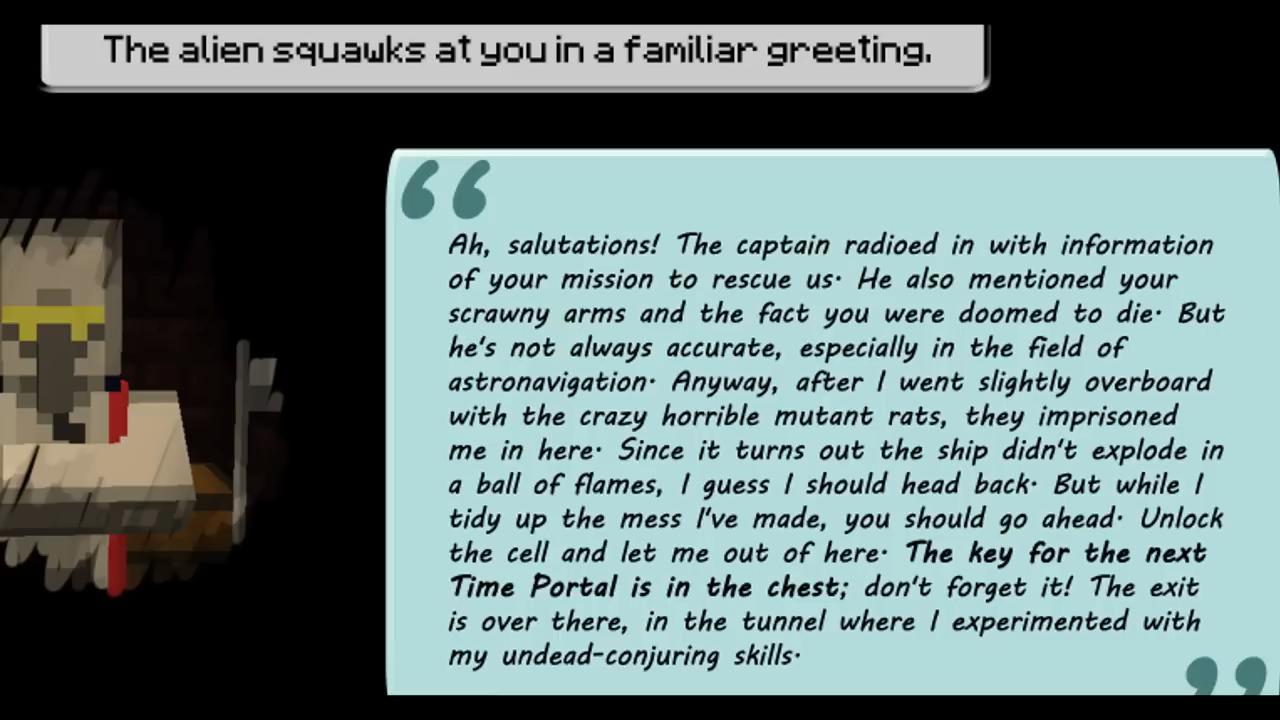 The alien squawks at you in a familiar greeting.
“
Ah, salutations! The captain radioed in with information
of your mission to rescue us. He also mentioned your
scrawny arms and the fact you were doomed to die. But
he's not always accurate, especially in the field of
astronavigation. Anyway, after I went slightly overboard
with the crazy horrible mutant rats, they imprisoned
me in here. Since it turns out the ship didn't explode in
a ball of flames, I guess I should head back. But while I
tidy up the mess I've made, you should go ahead. Unlock
the cell and let me out of here. The key for the next
Time Portal is in the chest; don't forget it! The exit
is over there, in the tunnel where I experimented with
my undead-conjuring skills.
”